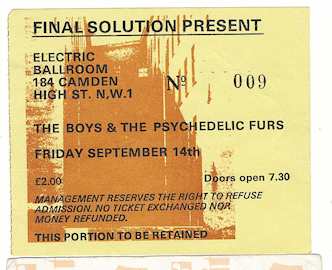 FINAL SOLUTION PRESENT
ELECTRIC
BALLROOM
184 CAMDEN
HIGH ST. N.W.1
Nº 009
THE BOYS & THE PSYCHEDELIC FURS
FRIDAY SEPTEMBER 14th
£2.00 Doors open 7.30
MANAGEMENT RESERVES THE RIGHT TO REFUSE
ADMISSION. NO TICKET EXCHANGED NOR
MONEY REFUNDED.
THIS PORTION TO BE RETAINED